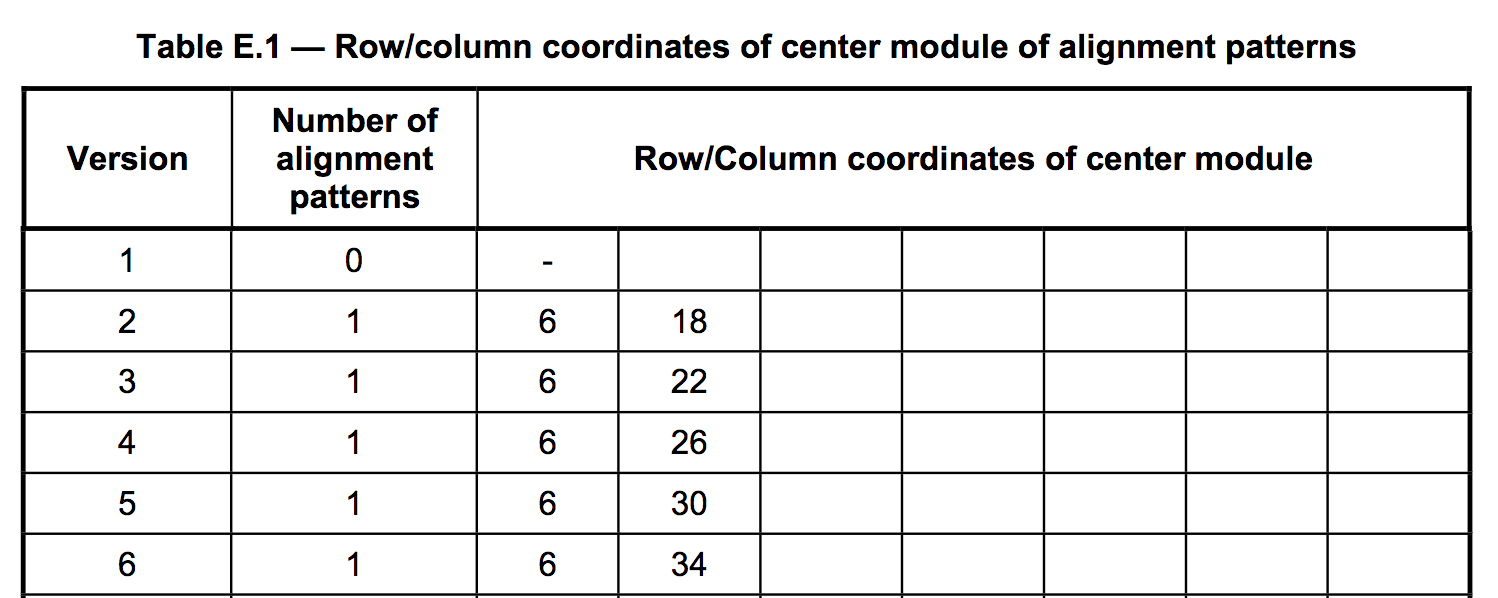 Table E.1 — Row/column coordinates of center module of alignment patterns
Version
Number of
alignment
patterns
Row/Column coordinates of center module
1 0 -
2 1 6 18
3 1 6 22
4 1 6 26
5 1 6 30
6 1 6 34